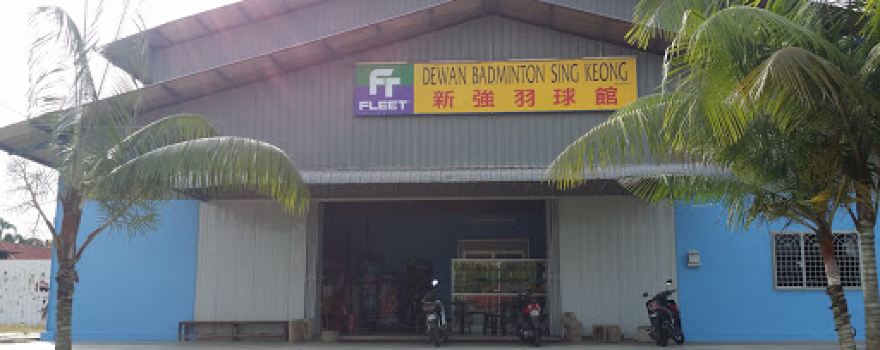 FT
FLEET
DEWAN BADMINTON SING KEONG
新強羽球館